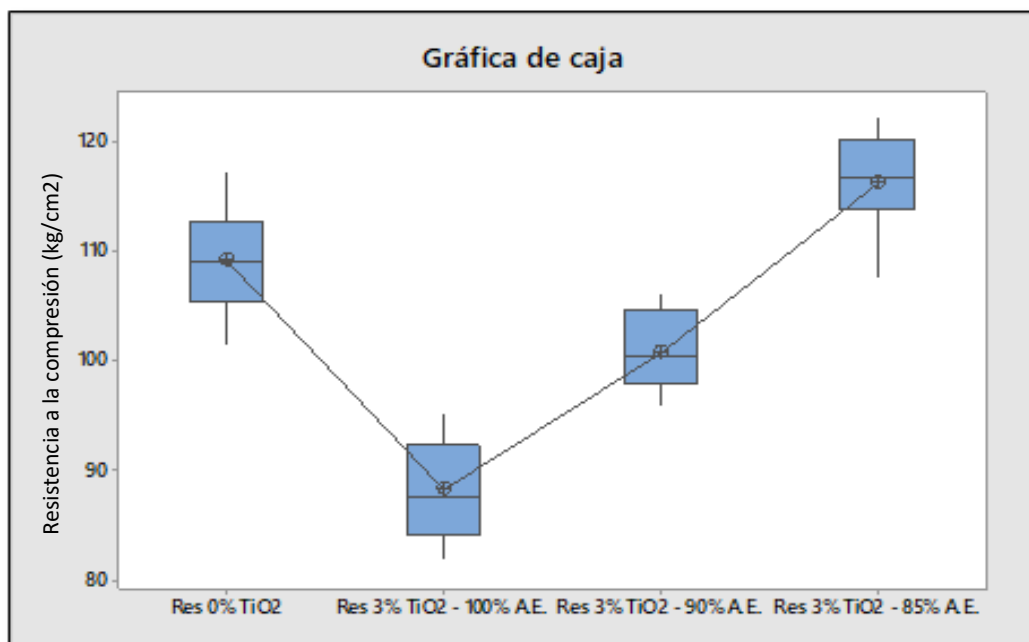 Gráfica de caja
Resistencia a la compresión (kg/cm2)
120
110
100
90
80
Res 0% TiO2
Res 3% TiO2 - 100% A.E.
Res 3% TiO2 - 90% A.E.
Res 3% TiO2 - 85% A.E.